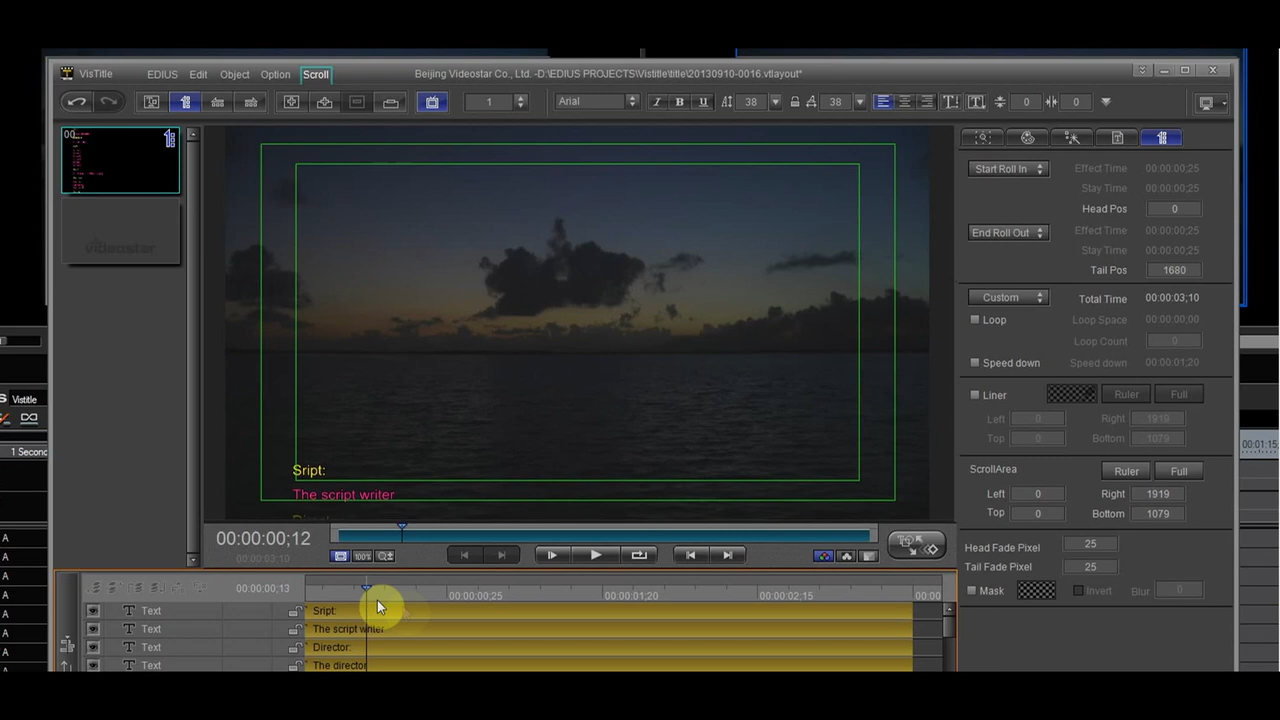 VisTitle EDIUS Edit Object Option Scroll Beijing Videostar Co., Ltd. -D:\EDIUS PROJECTS\Vistitle\title\20130910-0016.vtlayout*
1 Arial I B U 38 38 0 0
00
videostar
Start Roll In Effect Time 00:00:00;25
Stay Time 00:00:00;25
Head Pos 0
End Roll Out Effect Time 00:00:00;25
Stay Time 00:00:00;25
Tail Pos 1680
Custom Total Time 00:00:03;10
Loop Loop Space 00:00:00;00
Loop Count 0
Speed down Speed down 00:00:01;20
Liner Ruler Full
Left 0 Right 1919
Top 0 Bottom 1079
ScrollArea Ruler Full
Left 0 Right 1919
Top 0 Bottom 1079
Head Fade Pixel 25
Tail Fade Pixel 25
Mask Invert Blur 0
Sript:
The script writer
00:00:00;12
00:00:03;10
100%
00:00:00;13 00:00:00;25 00:00:01;20 00:00:02;15 00:00
Text Sript:
Text The script writer
Text Director:
Text The director
S Vistitle
1 Second
00:01:15
A
A
A
A
A
A